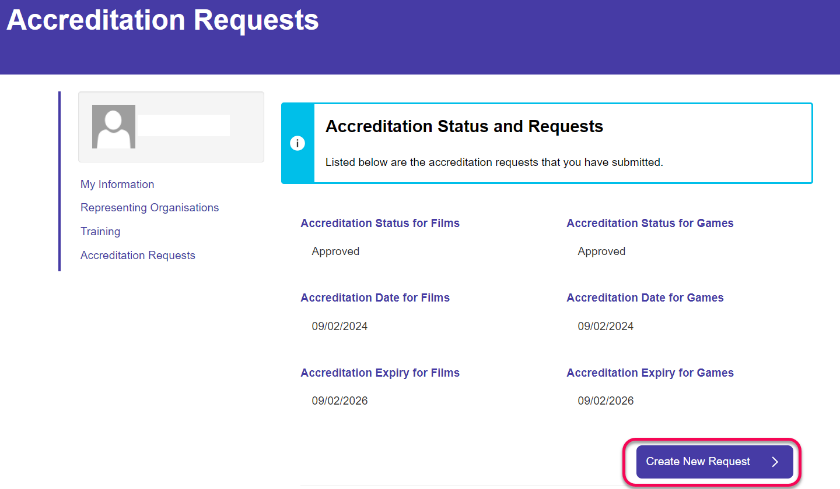 Accreditation Requests
My Information
Representing Organisations
Training
Accreditation Requests
i
Accreditation Status and Requests
Listed below are the accreditation requests that you have submitted.
Accreditation Status for Films
Approved
Accreditation Status for Games
Approved
Accreditation Date for Films
09/02/2024
Accreditation Date for Games
09/02/2024
Accreditation Expiry for Films
09/02/2026
Accreditation Expiry for Games
09/02/2026
Create New Request